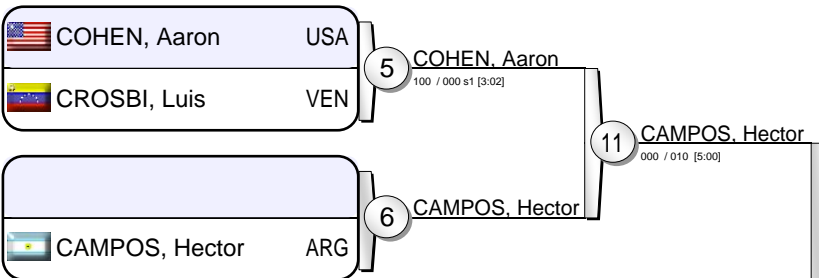 COHEN, Aaron USA
CROSBI, Luis VEN
5
COHEN, Aaron
100 / 000 s1 [3:02]
11
CAMPOS, Hector
000 / 010 [5:00]
6
CAMPOS, Hector
CAMPOS, Hector ARG